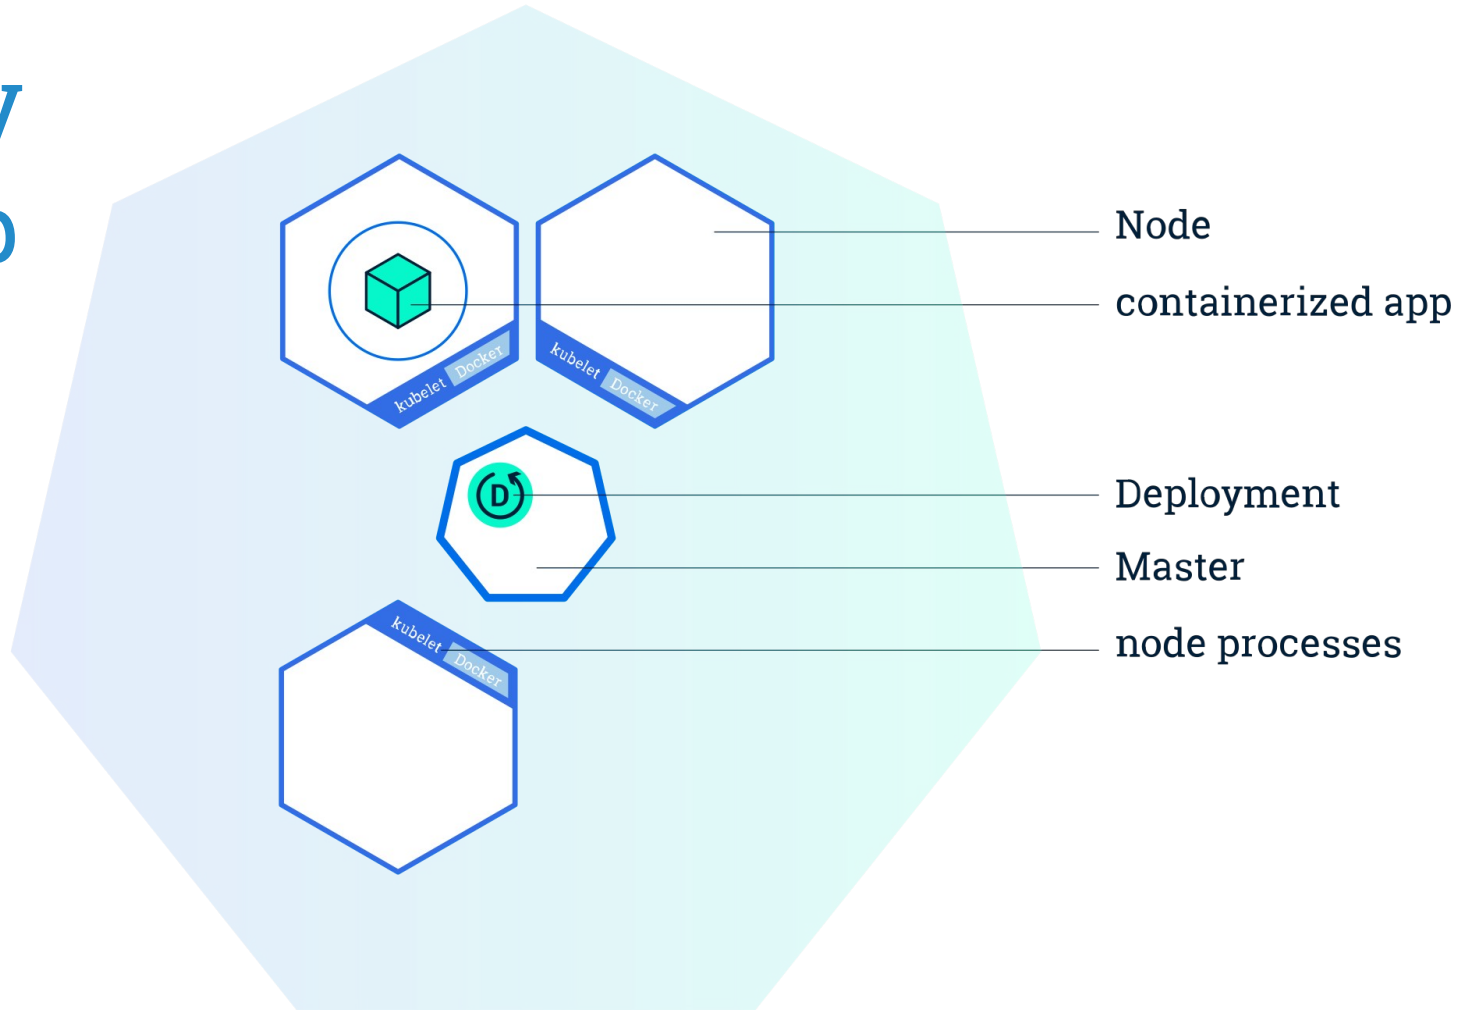 y
Node
containerized app
kubelet Docker
kubelet Docker
D
Deployment
Master
kubelet Docker
node processes